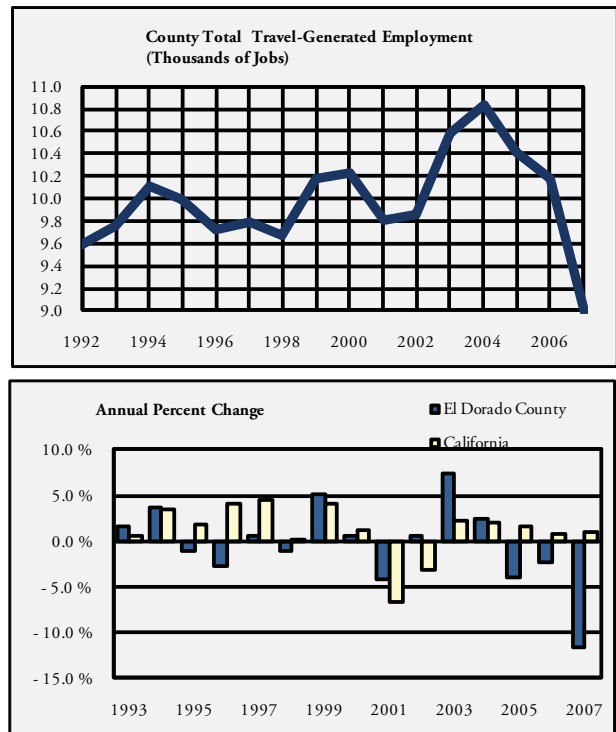 County Total Travel-Generated Employment
(Thousands of Jobs)
11.0
10.8
10.6
10.4
10.2
10.0
9.8
9.6
9.4
9.2
9.0
1992 1994 1996 1998 2000 2002 2004 2006
Annual Percent Change
El Dorado County
California
10.0 %
5.0 %
0.0 %
- 5.0 %
- 10.0 %
- 15.0 %
1993 1995 1997 1999 2001 2003 2005 2007